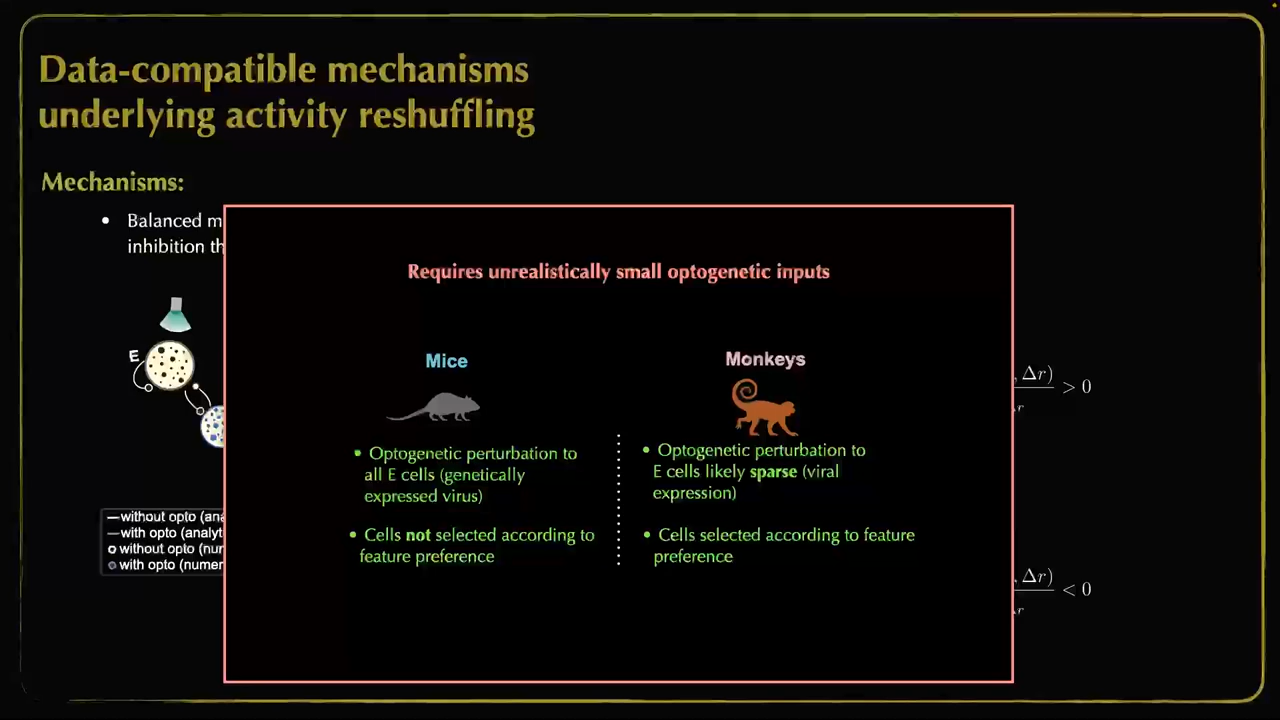 Data-compatible mechanisms
underlying activity reshuffling
Mechanisms:
• Balanced m
inhibition th
E
—without opto (ana
—with opto (analyt
without opto (nur
with opto (numer
Requires unrealistically small optogenetic inputs
Mice
• Optogenetic perturbation to
all E cells (genetically
expressed virus)
• Cells not selected according to
feature preference
Monkeys
• Optogenetic perturbation to
E cells likely sparse (viral
expression)
• Cells selected according to feature
preference
, Δr)
r
> 0
, Δr)
r
< 0